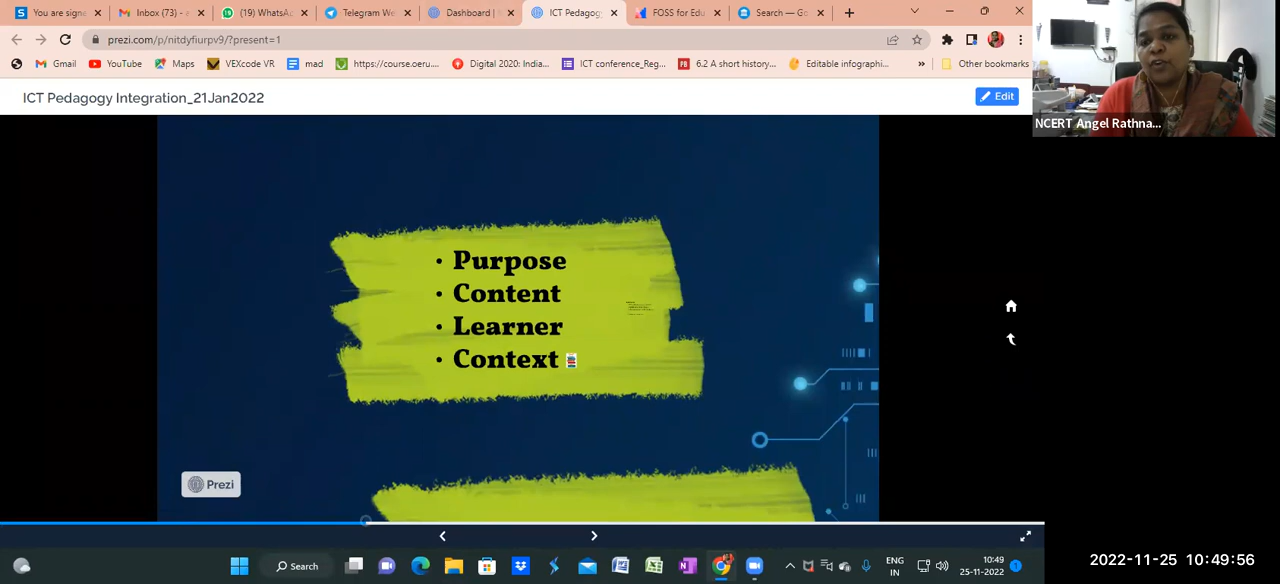 You are signe
Inbox (73) - a
(19) WhatsA
Telegram We
Dashboard |
ICT Pedagog
FOSS for Edu
Search — Go
prezi.com/p/nitdyfiurpv9/?present=1
Gmail
YouTube
Maps
VEXcode VR
mad
https://course.oeru....
Digital 2020: India...
ICT conference_Reg...
6.2 A short history...
Editable infographi...
»
Other bookmarks
ICT Pedagogy Integration_21Jan2022
Edit
NCERT Angel Rathna...
• Purpose
• Content
• Learner
• Context
Prezi
Search
ENG
IN
10:49
25-11-2022
1
2022-11-25 10:49:56